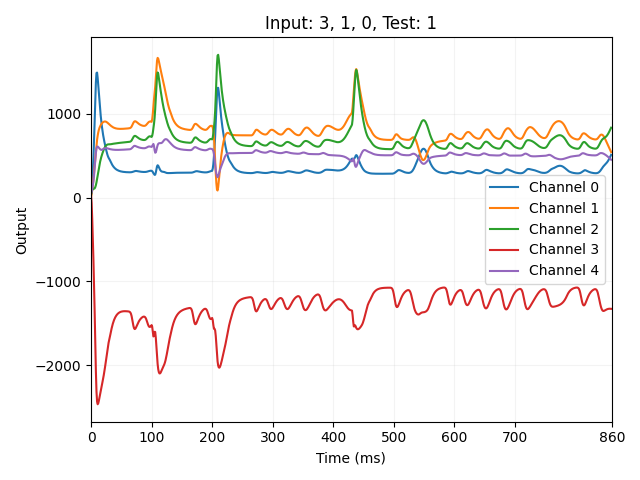 Input: 3, 1, 0, Test: 1
Output
1000
0
−1000
−2000
Channel 0
Channel 1
Channel 2
Channel 3
Channel 4
0 100 200 300 400 500 600 700 860
Time (ms)